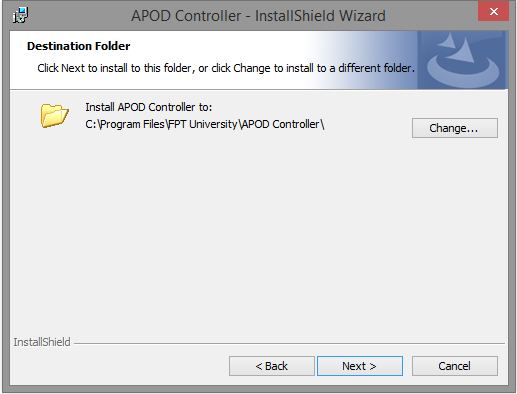 APOD Controller - InstallShield Wizard
Destination Folder
Click Next to install to this folder, or click Change to install to a different folder.
Install APOD Controller to:
C:\Program Files\FPT University\APOD Controller\
Change...
InstallShield
< Back
Next >
Cancel